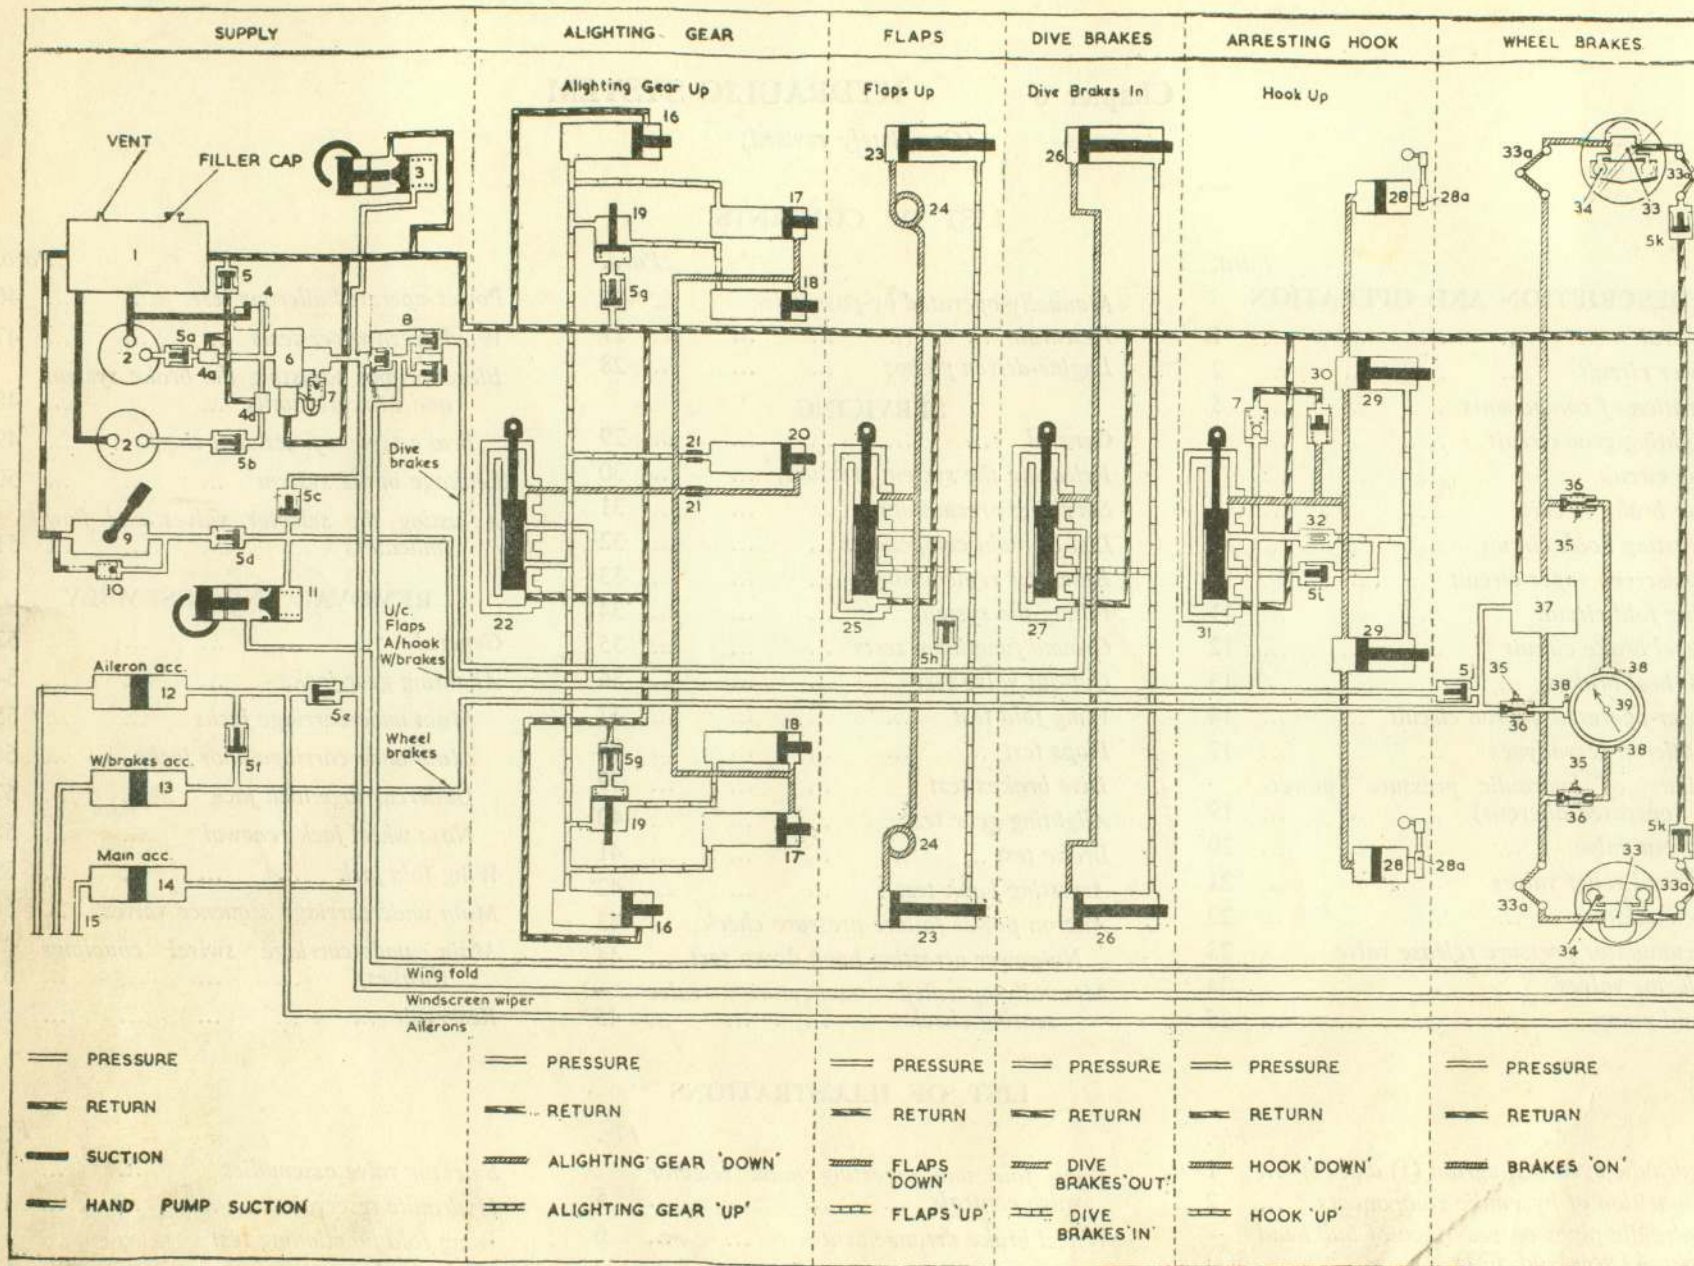 SUPPLY
ALIGHTING GEAR
FLAPS
DIVE BRAKES
ARRESTING HOOK
WHEEL BRAKES
Alighting Gear Up
Flaps Up
Dive Brakes In
Hook Up
VENT
FILLER CAP
1
2
2
3
4
4a
4a
5
5a
5b
5c
5d
5e
5f
6
7
8
9
10
11
Dive
brakes
U/c.
Flaps
A/hook
W/brakes
Aileron acc.
12
W/brakes acc.
13
Wheel
brakes
Main acc.
14
15
Wing fold
Windscreen wiper
Ailerons
16
17
18
19
5g
20
21
21
22
5g
18
19
17
16
23
24
25
5h
24
23
26
27
26
28
28a
30
29
7
32
5i
31
29
28
28a
33a
34
33
33a
5k
36
35
37
5j
35
36
38
38
39
38
35
36
5k
33
33a
33a
34
PRESSURE
RETURN
SUCTION
HAND PUMP SUCTION
PRESSURE
RETURN
ALIGHTING GEAR 'DOWN'
ALIGHTING GEAR 'UP'
PRESSURE
RETURN
FLAPS
'DOWN'
FLAPS 'UP'
PRESSURE
RETURN
DIVE
BRAKES 'OUT'
DIVE
BRAKES 'IN'
PRESSURE
RETURN
HOOK 'DOWN'
HOOK 'UP'
PRESSURE
RETURN
BRAKES 'ON'